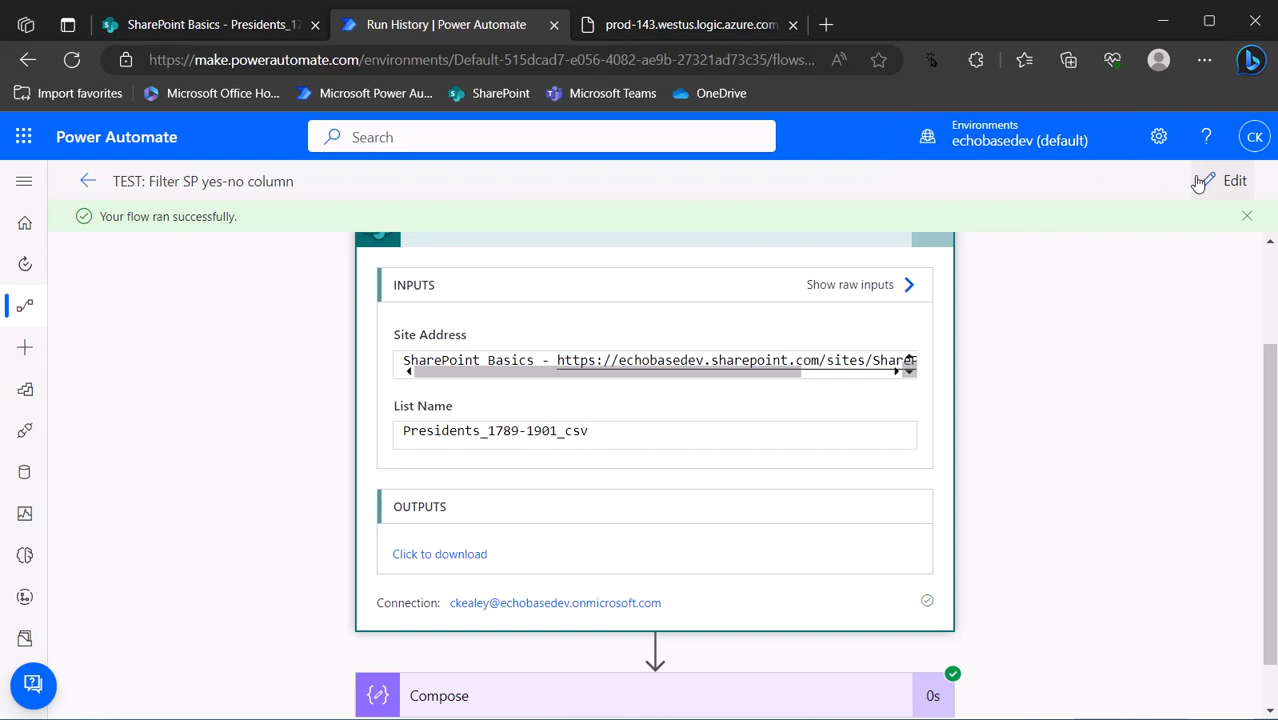 SharePoint Basics - Presidents_17
Run History | Power Automate
prod-143.westus.logic.azure.com/
https://make.powerautomate.com/environments/Default-515dcad7-e056-4082-ae9b-27321ad73c35/flows...
Import favorites
Microsoft Office Ho...
Microsoft Power Au...
SharePoint
Microsoft Teams
OneDrive
Power Automate
Search
Environments
echobasedev (default)
CK
TEST: Filter SP yes-no column
Edit
Your flow ran successfully.
INPUTS
Show raw inputs
Site Address
SharePoint Basics - https://echobasedev.sharepoint.com/sites/ShareP
List Name
Presidents_1789-1901_csv
OUTPUTS
Click to download
Connection: ckealey@echobasedev.onmicrosoft.com
Compose
0s